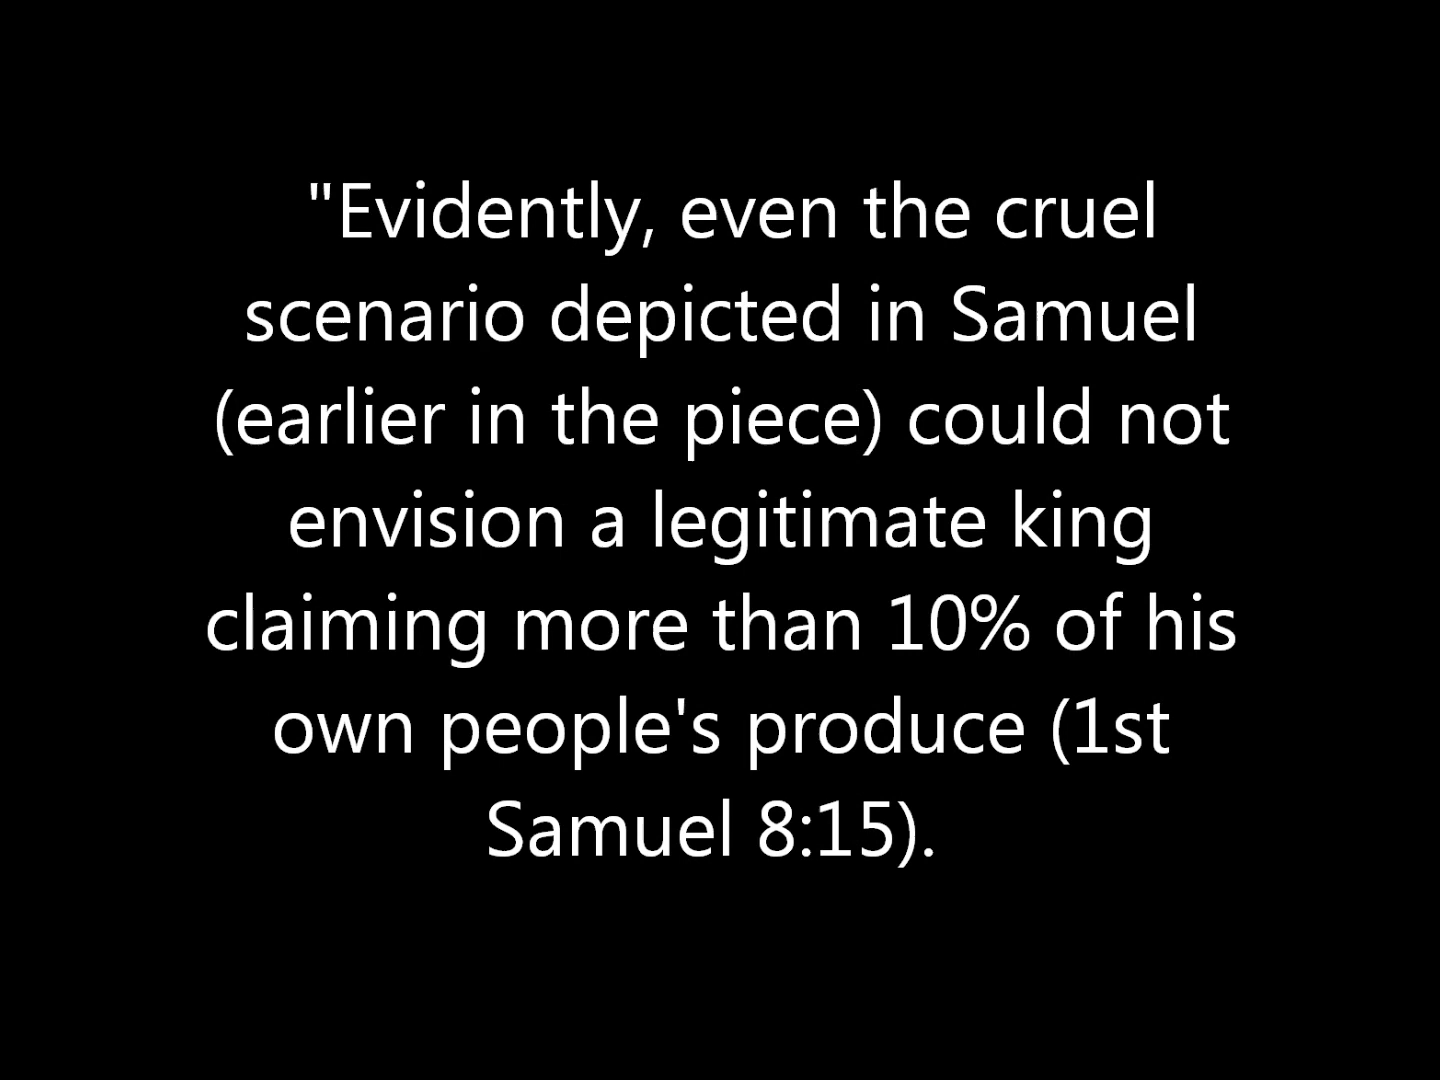 "Evidently, even the cruel
scenario depicted in Samuel
(earlier in the piece) could not
envision a legitimate king
claiming more than 10% of his
own people's produce (1st
Samuel 8:15).